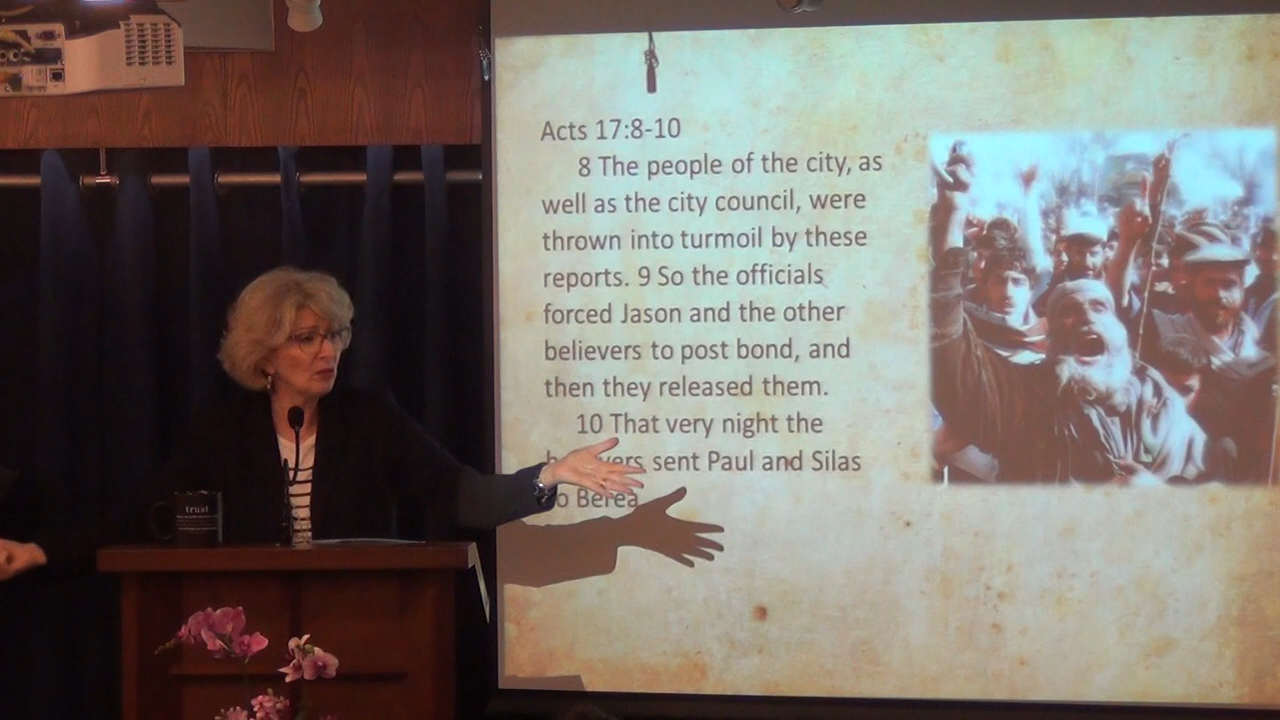 trust
Acts 17:8-10
8 The people of the city, as
well as the city council, were
thrown into turmoil by these
reports. 9 So the officials
forced Jason and the other
believers to post bond, and
then they released them.
10 That very night the
sent Paul and Silas
Berea